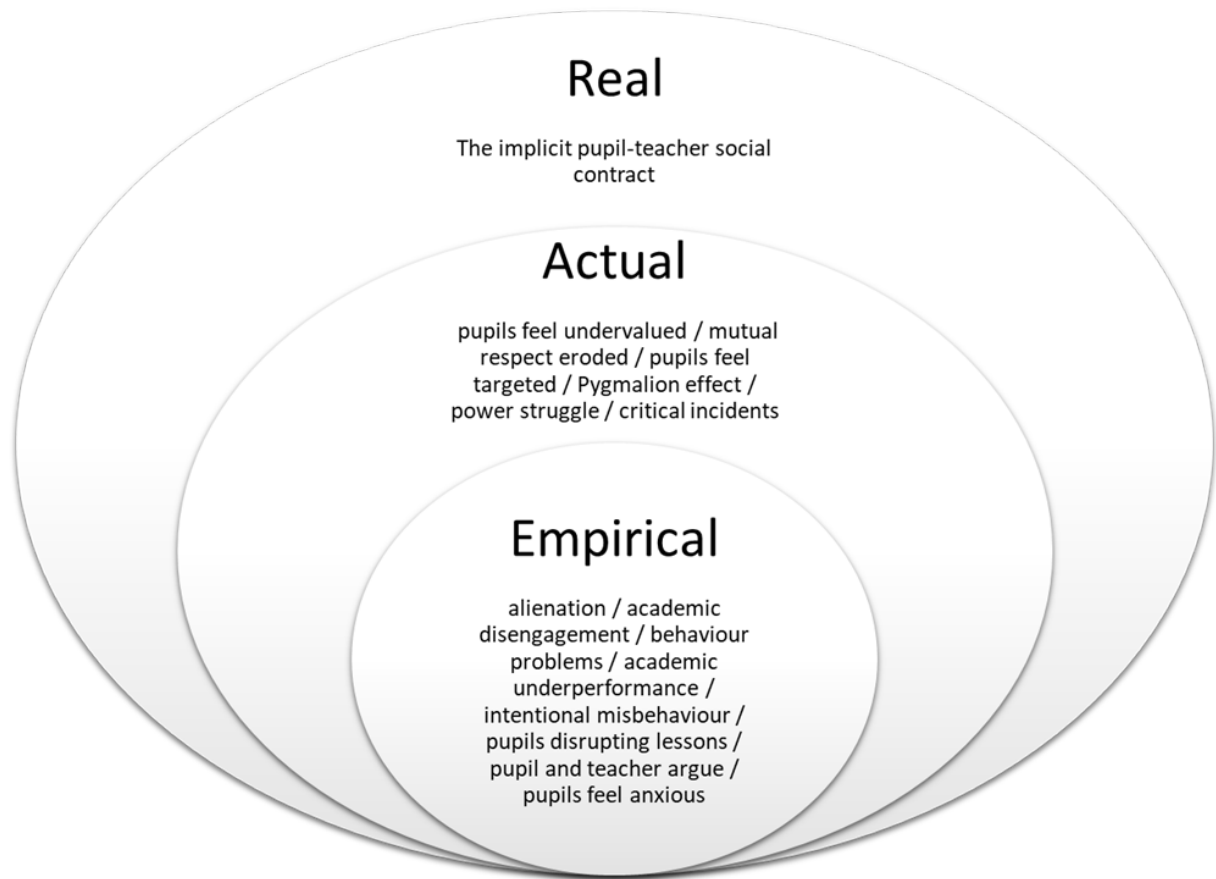 Real
The implicit pupil-teacher social
contract
Actual
pupils feel undervalued / mutual
respect eroded / pupils feel
targeted / Pygmalion effect /
power struggle / critical incidents
Empirical
alienation / academic
disengagement / behaviour
problems / academic
underperformance /
intentional misbehaviour /
pupils disrupting lessons /
pupil and teacher argue /
pupils feel anxious